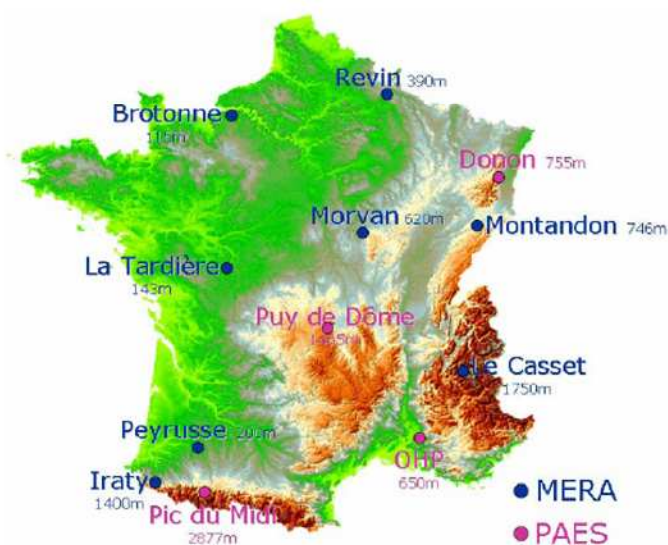 Revin 390m
Brotonne
Donon 755m
Morvan 620m
Montandon 746m
La Tardière
143m
Puy de Dôme
Le Casset
1750m
Peyrusse 200m
OHP
650m
Iraty
1400m
Pic du Midi
2877m
MERA
PAES